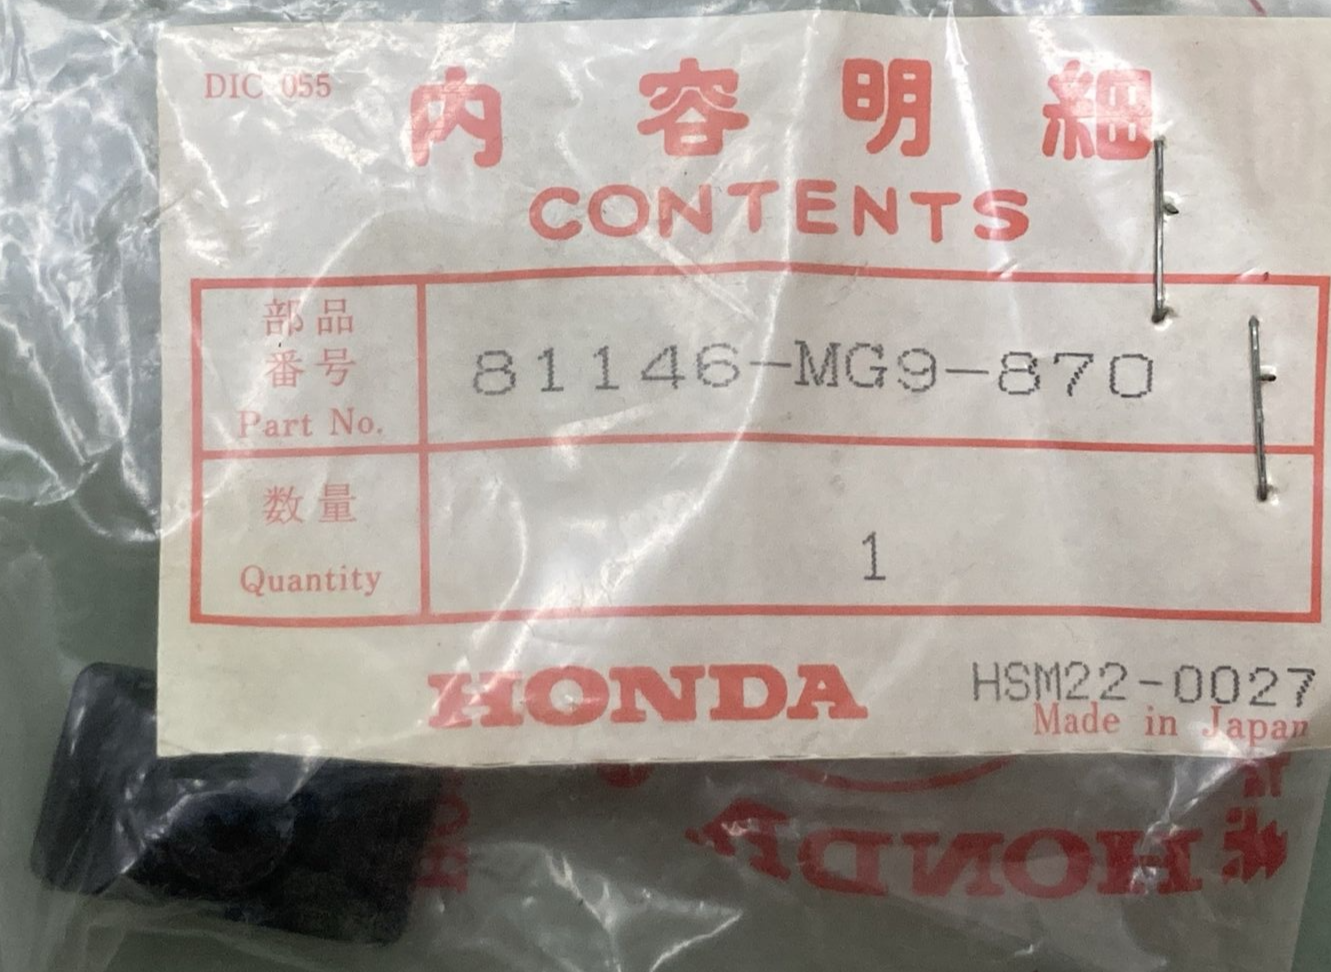 DIC 055
内容明細
CONTENTS
部品
番号
Part No.
81146-MG9-870
数量
Quantity
1
HONDA
HSM22-0027
Made in Japan
HONDA